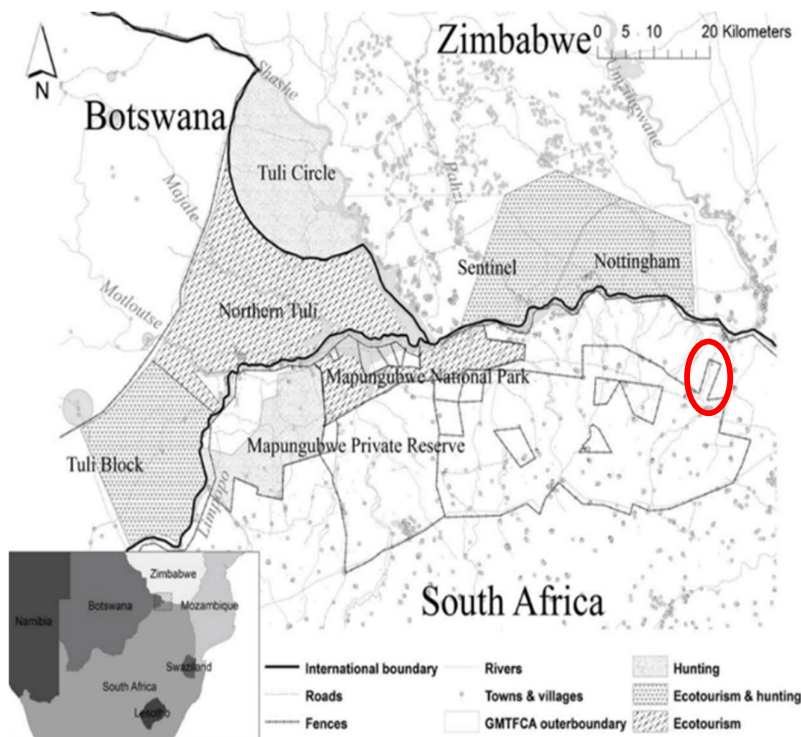 Zimbabwe
0 5 10 20 Kilometers
N
Botswana
Shashe
Umzingwane
Tuli Circle
Pahzi
Majale
Sentinel
Nottingham
Motloutse
Northern Tuli
Mapungubwe National Park
Tuli Block
Mapungubwe Private Reserve
Limpopo
South Africa
Zimbabwe
Botswana
Mozambique
Namibia
Swaziland
South Africa
Lesotho
International boundary
Rivers
Hunting
Roads
Towns & villages
Ecotourism & hunting
Fences
GMTFCA outerboundary
Ecotourism